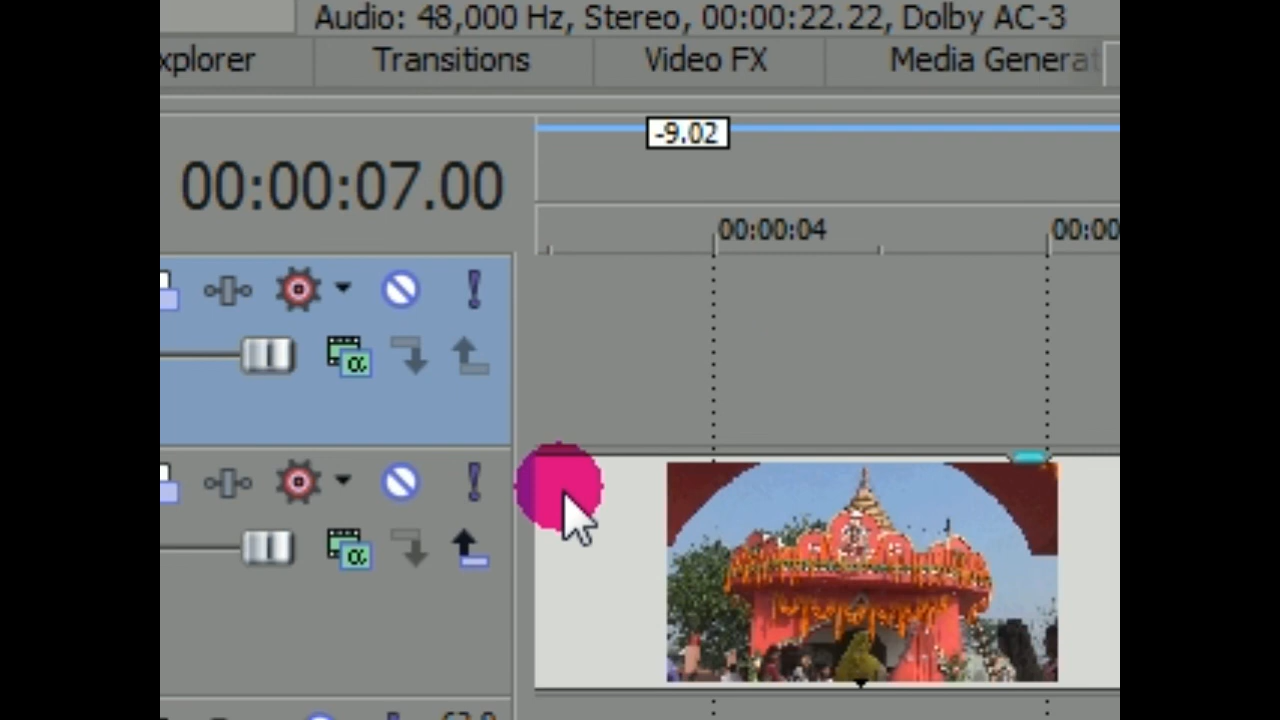 Audio: 48,000 Hz, Stereo, 00:00:22.22, Dolby AC-3
xplorer Transitions Video FX Media Generat
-9.02
00:00:07.00
00:00:04 00:00
α
α